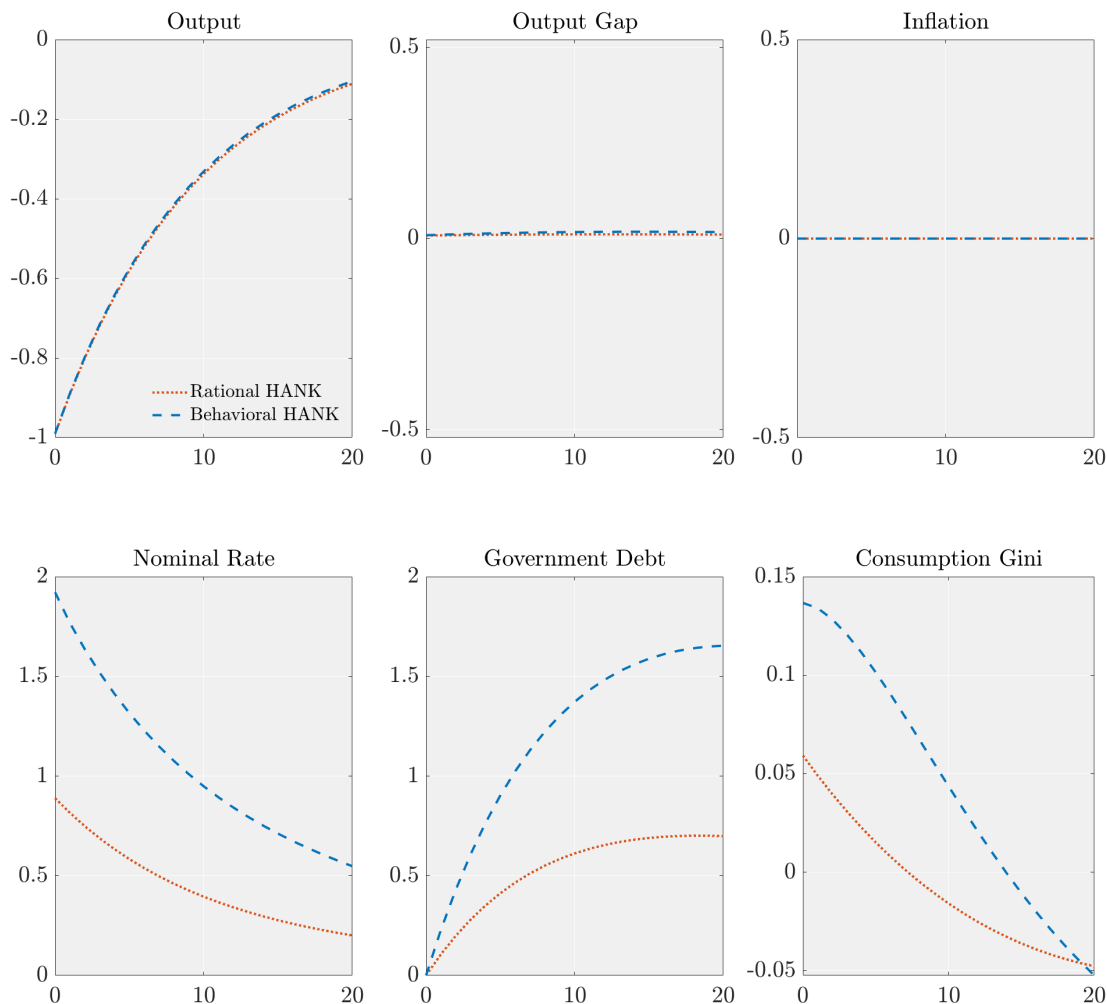 Output
0
-0.2
-0.4
-0.6
-0.8
-1
0 10 20
Rational HANK
Behavioral HANK
Output Gap
0.5
0
-0.5
0 10 20
Inflation
0.5
0
-0.5
0 10 20
Nominal Rate
2
1.5
1
0.5
0
0 10 20
Government Debt
2
1.5
1
0.5
0
0 10 20
Consumption Gini
0.15
0.1
0.05
0
-0.05
0 10 20